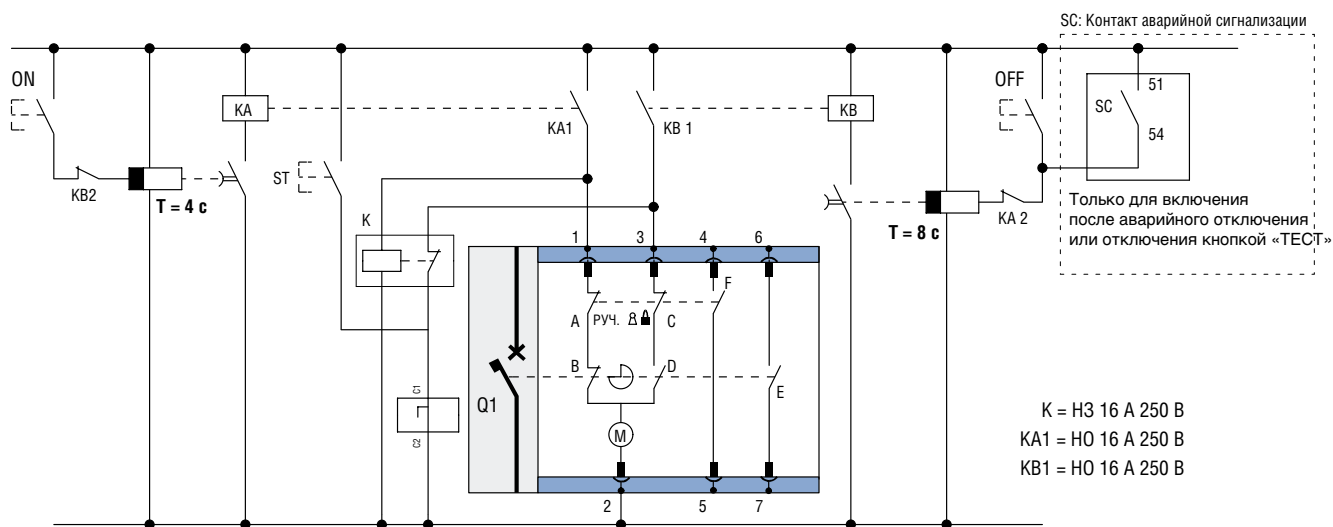 SC: Контакт аварийной сигнализации
ON
OFF
51
KA
KA1
KB 1
KB
SC
54
KB2
T = 4 c
ST
KA 2
T = 8 c
Только для включения
после аварийного отключения
или отключения кнопкой «ТЕСТ»
K
1
3
4
6
F
A
РУЧ.
C
B
D
E
Q1
C1
C2
M
2
5
7
K = НЗ 16 А 250 В
KA1 = НО 16 А 250 В
KB1 = НО 16 А 250 В